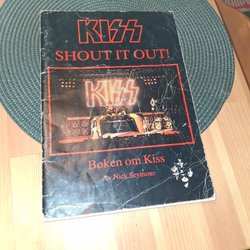 KISS
SHOUT IT OUT!
KISS
Boken om Kiss
Av Nick Seymour